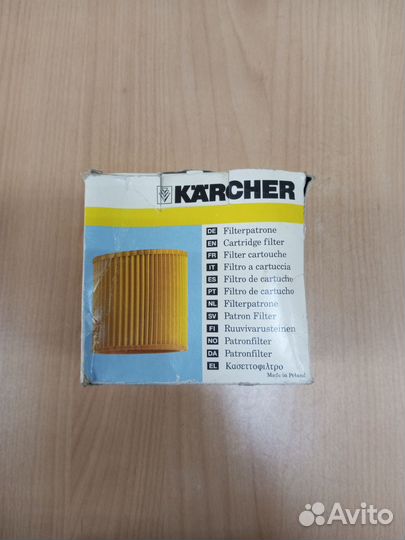 KÄRCHER
DE Filterpatrone
EN Cartridge filter
FR Filter cartouche
IT Filtro a cartuccia
ES Filtro de cartuche
PT Filtro de cartucho
NL Filterpatrone
SV Patron Filter
FI Ruuvivarusteinen
NO Patronfilter
DA Patronfilter
EL Κασεττοφιλτρο
Made in Poland
Avito